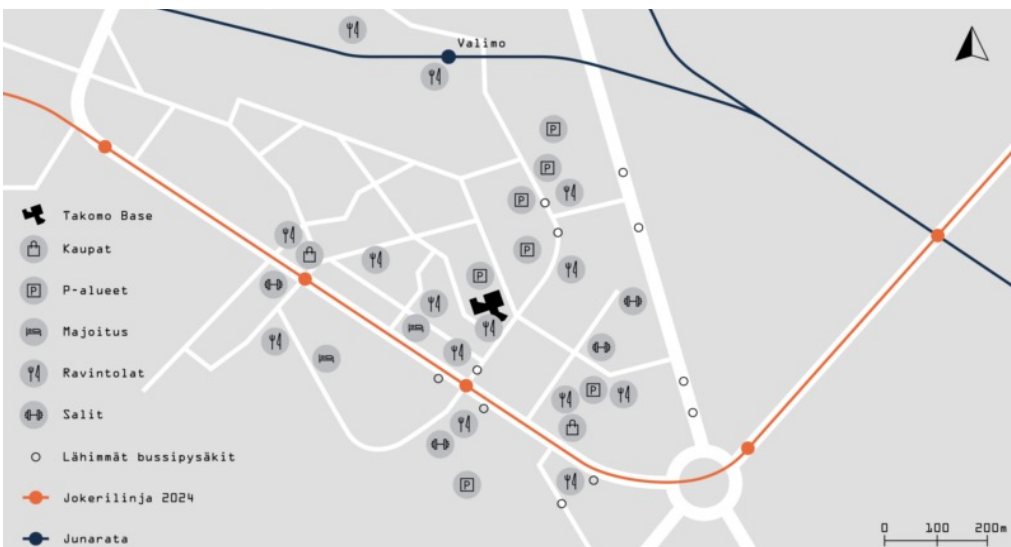 Valimo
Takomo Base
Kaupat
P-alueet
Majoitus
Ravintolat
Salit
Lähimmät bussipysäkit
Jokerilinja 2024
Junarata
P
P
P
P
P
P
P
P
0 100 200m